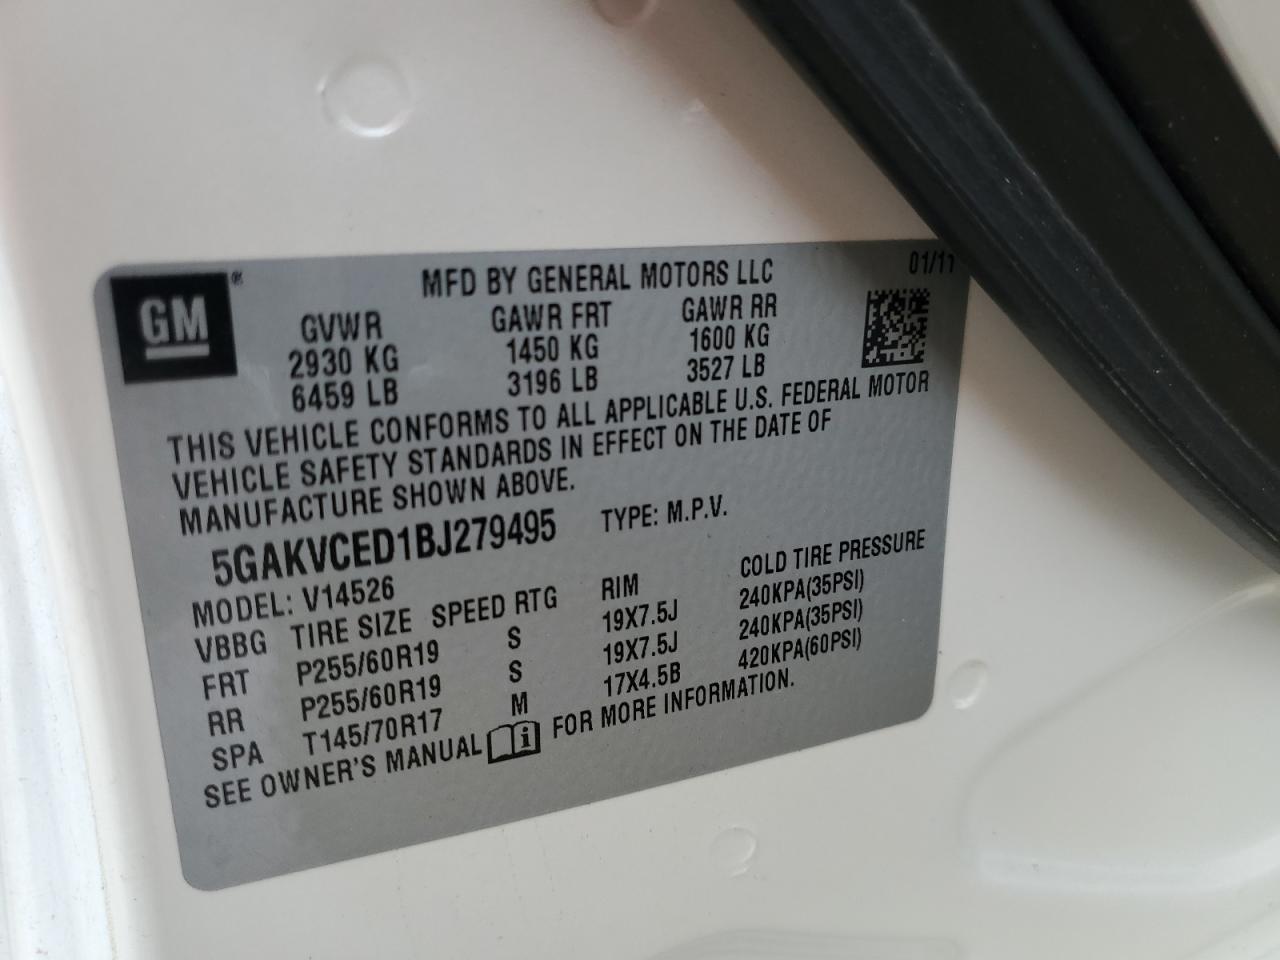 GM ® MFD BY GENERAL MOTORS LLC 01/11
GVWR GAWR FRT GAWR RR
2930 KG 1450 KG 1600 KG
6459 LB 3196 LB 3527 LB
THIS VEHICLE CONFORMS TO ALL APPLICABLE U.S. FEDERAL MOTOR
VEHICLE SAFETY STANDARDS IN EFFECT ON THE DATE OF
MANUFACTURE SHOWN ABOVE.
5GAKVCED1BJ279495 TYPE: M.P.V.
MODEL: V14526
VBBG TIRE SIZE SPEED RTG RIM COLD TIRE PRESSURE
FRT P255/60R19 S 19X7.5J 240KPA(35PSI)
RR P255/60R19 S 19X7.5J 240KPA(35PSI)
SPA T145/70R17 M 17X4.5B 420KPA(60PSI)
SEE OWNER'S MANUAL i FOR MORE INFORMATION.